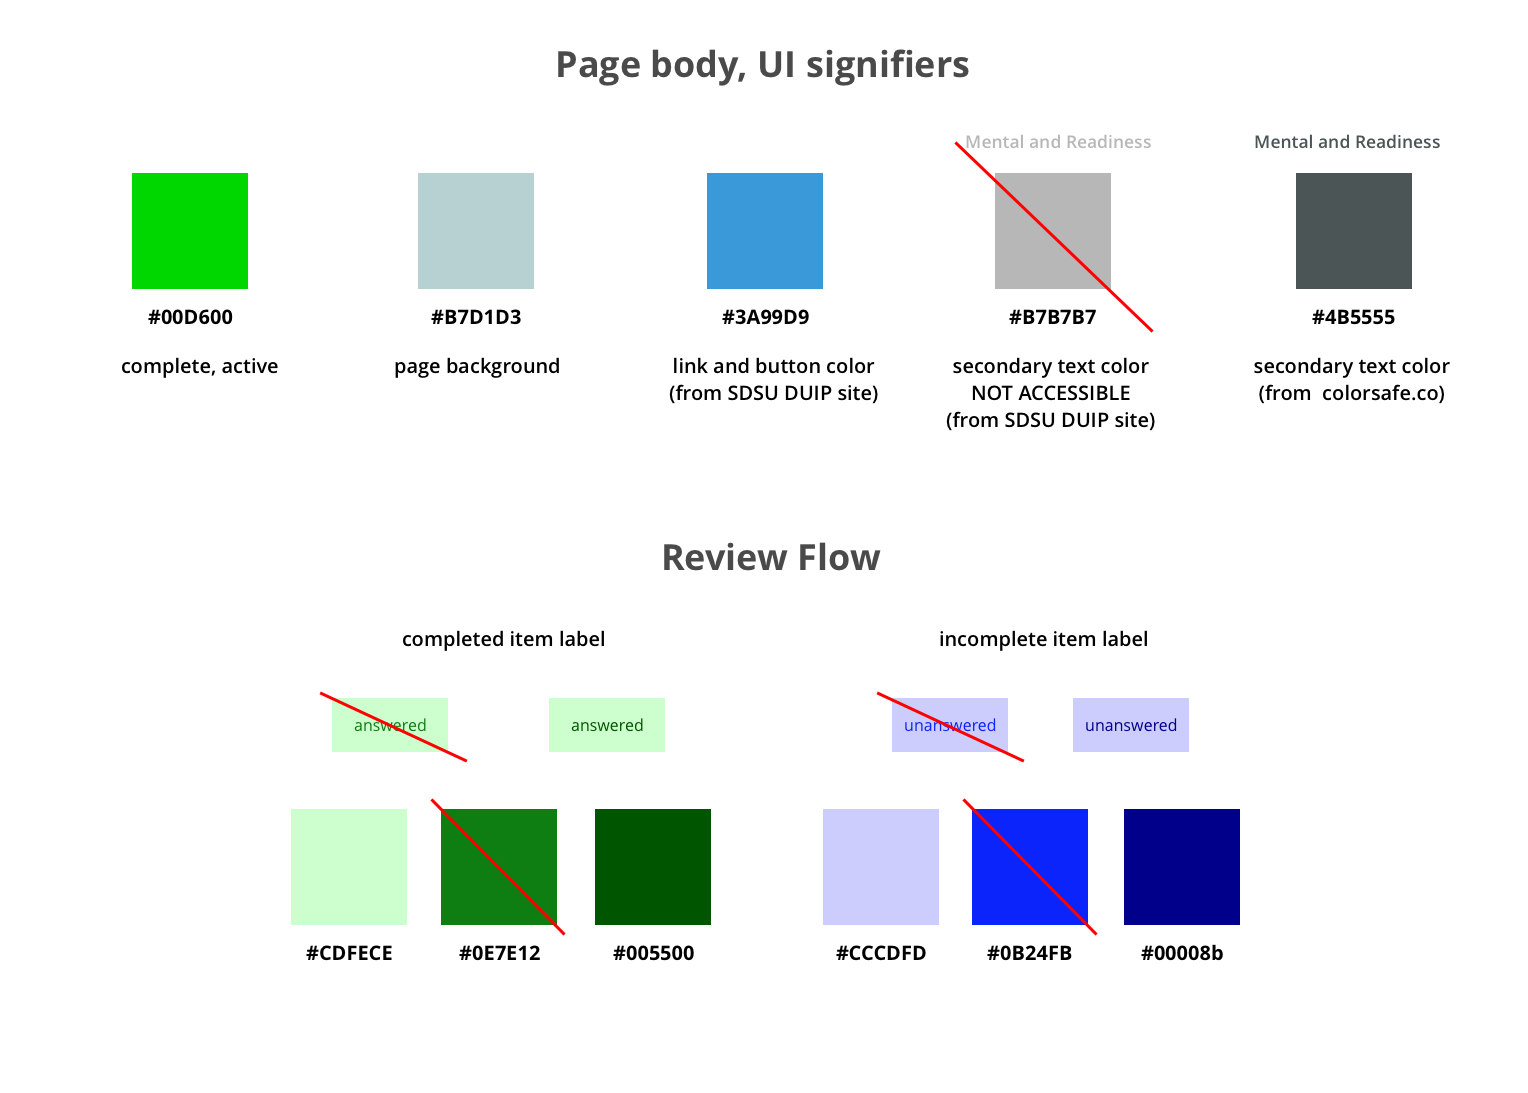 Page body, UI signifiers
Mental and Readiness
Mental and Readiness
#00D600
#B7D1D3
#3A99D9
#B7B7B7
#4B5555
complete, active
page background
link and button color
(from SDSU DUIP site)
secondary text color
NOT ACCESSIBLE
(from SDSU DUIP site)
secondary text color
(from  colorsafe.co)
Review Flow
completed item label
incomplete item label
answered
answered
unanswered
unanswered
#CDFECE
#0E7E12
#005500
#CCCDFD
#0B24FB
#00008b